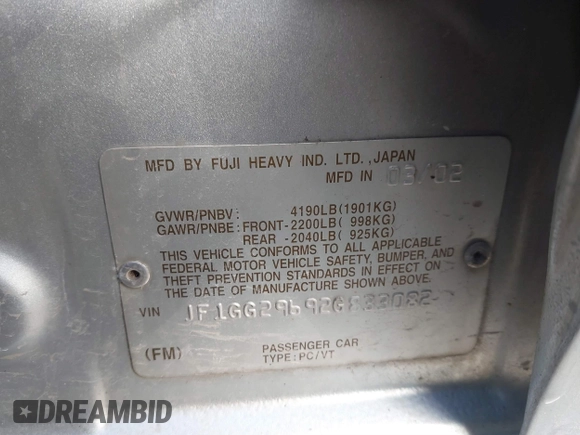 MFD BY FUJI HEAVY IND. LTD.,JAPAN
MFD IN 03/02
GVWR/PNBV: 4190LB(1901KG)
GAWR/PNBE:FRONT-2200LB( 998KG)
REAR -2040LB( 925KG)
THIS VEHICLE CONFORMS TO ALL APPLICABLE
FEDERAL MOTOR VEHICLE SAFETY, BUMPER, AND
THEFT PREVENTION STANDARDS IN EFFECT ON
THE DATE OF MANUFACTURE SHOWN ABOVE.
VIN
(FM) PASSENGER CAR
TYPE:PC/VT
DREAMBID